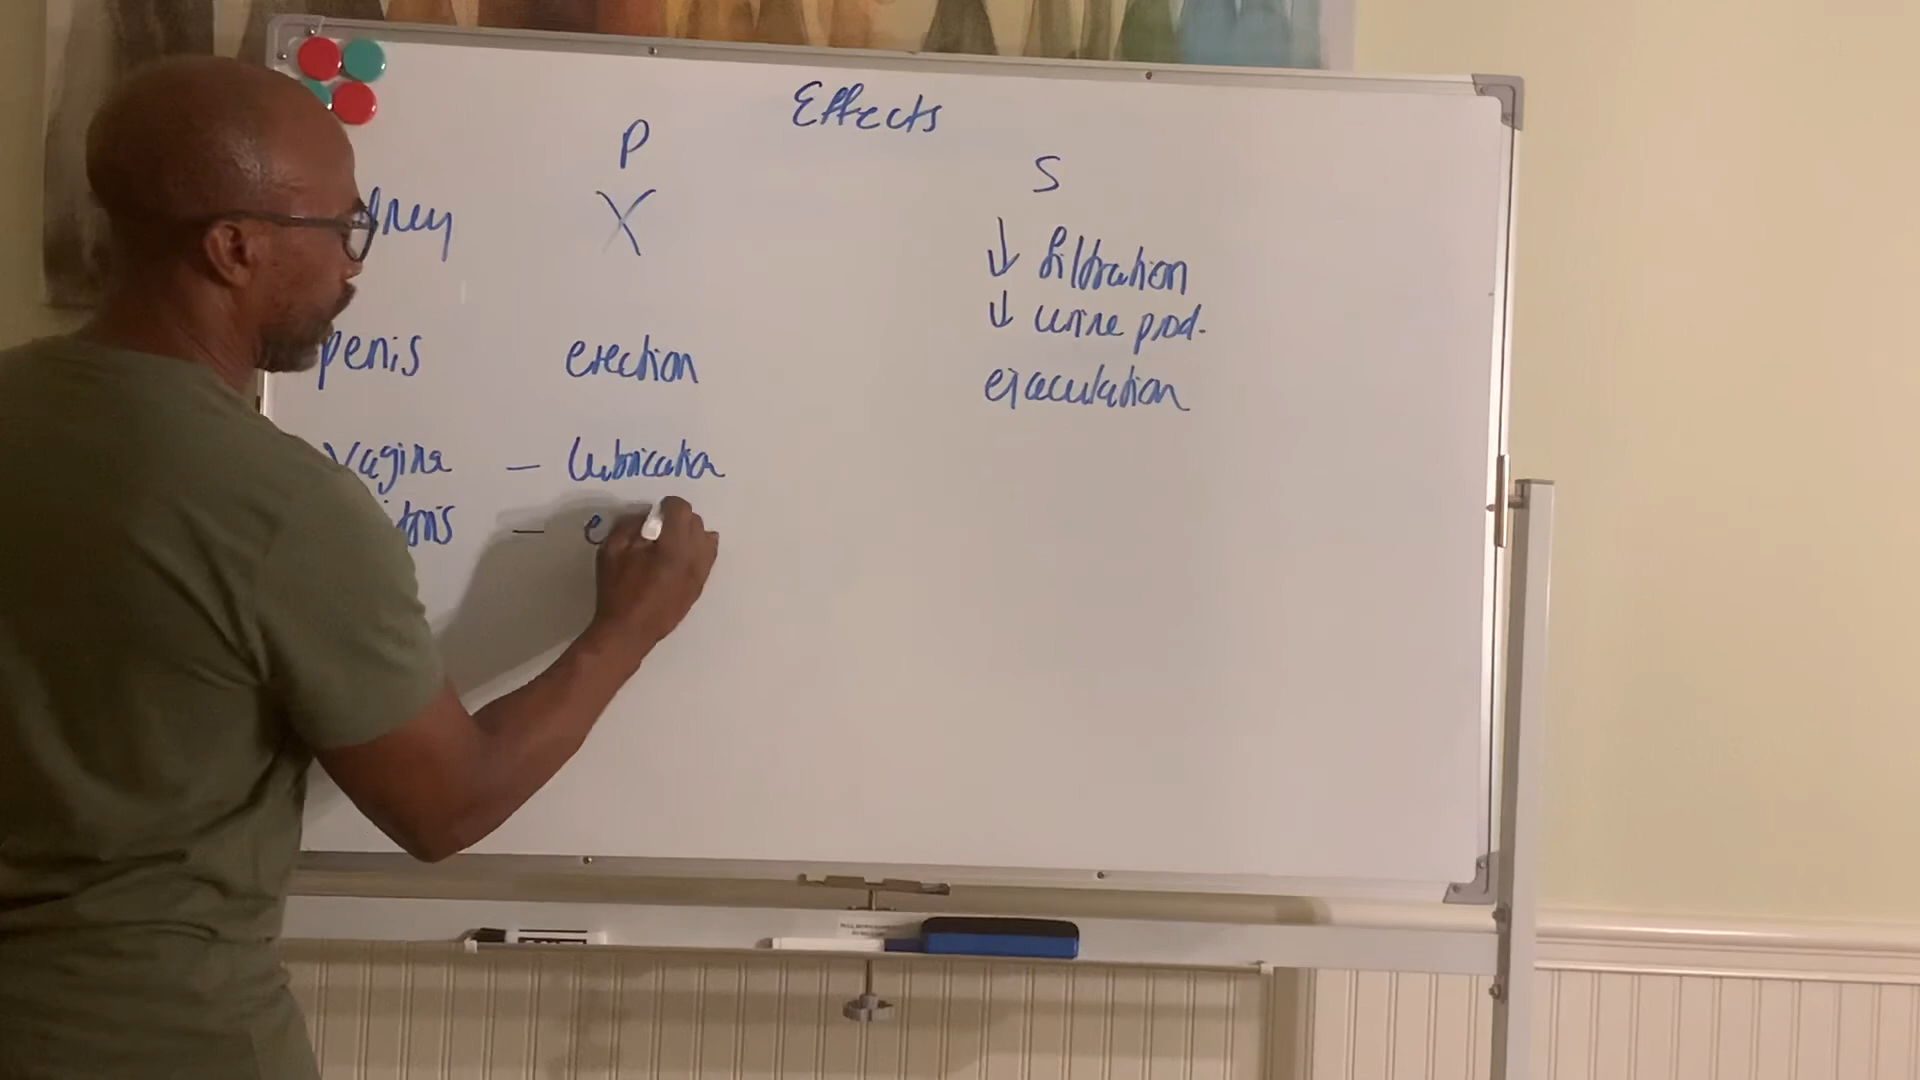 Effects
P
S
X
↓ filtration
↓ urine prod.
penis erection ejaculation
vagina — lubrication
— e